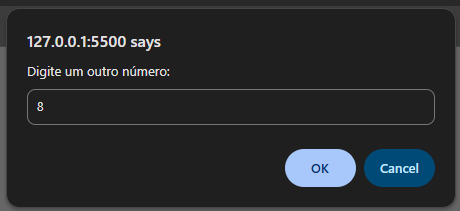 127.0.0.1:5500 says
Digite um outro número:
8
OK
Cancel